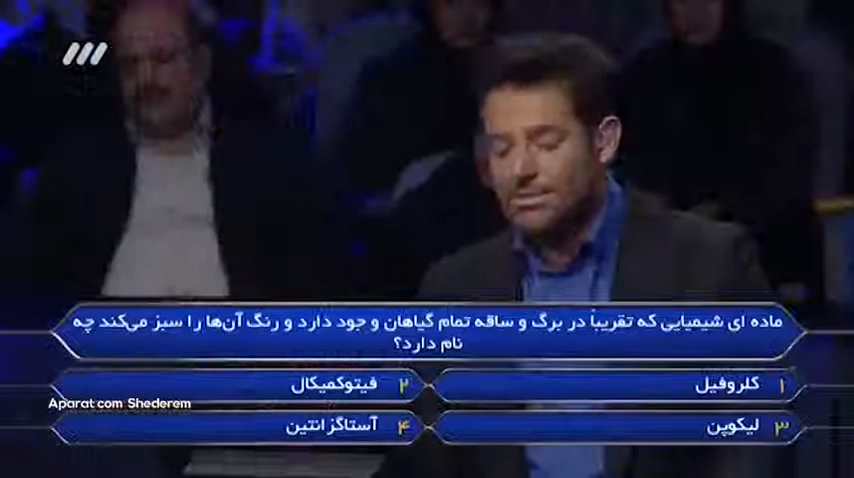 ماده ای شیمیایی که تقریباً در برگ و ساقه تمام گیاهان وجود دارد و رنگ آن‌ها را سبز می‌کند چه
نام دارد؟
۱ کلروفیل
۲ فیتوکمیکال
۳ لیکوپن
۴ آستاگزانتین
Aparat.com Shederem